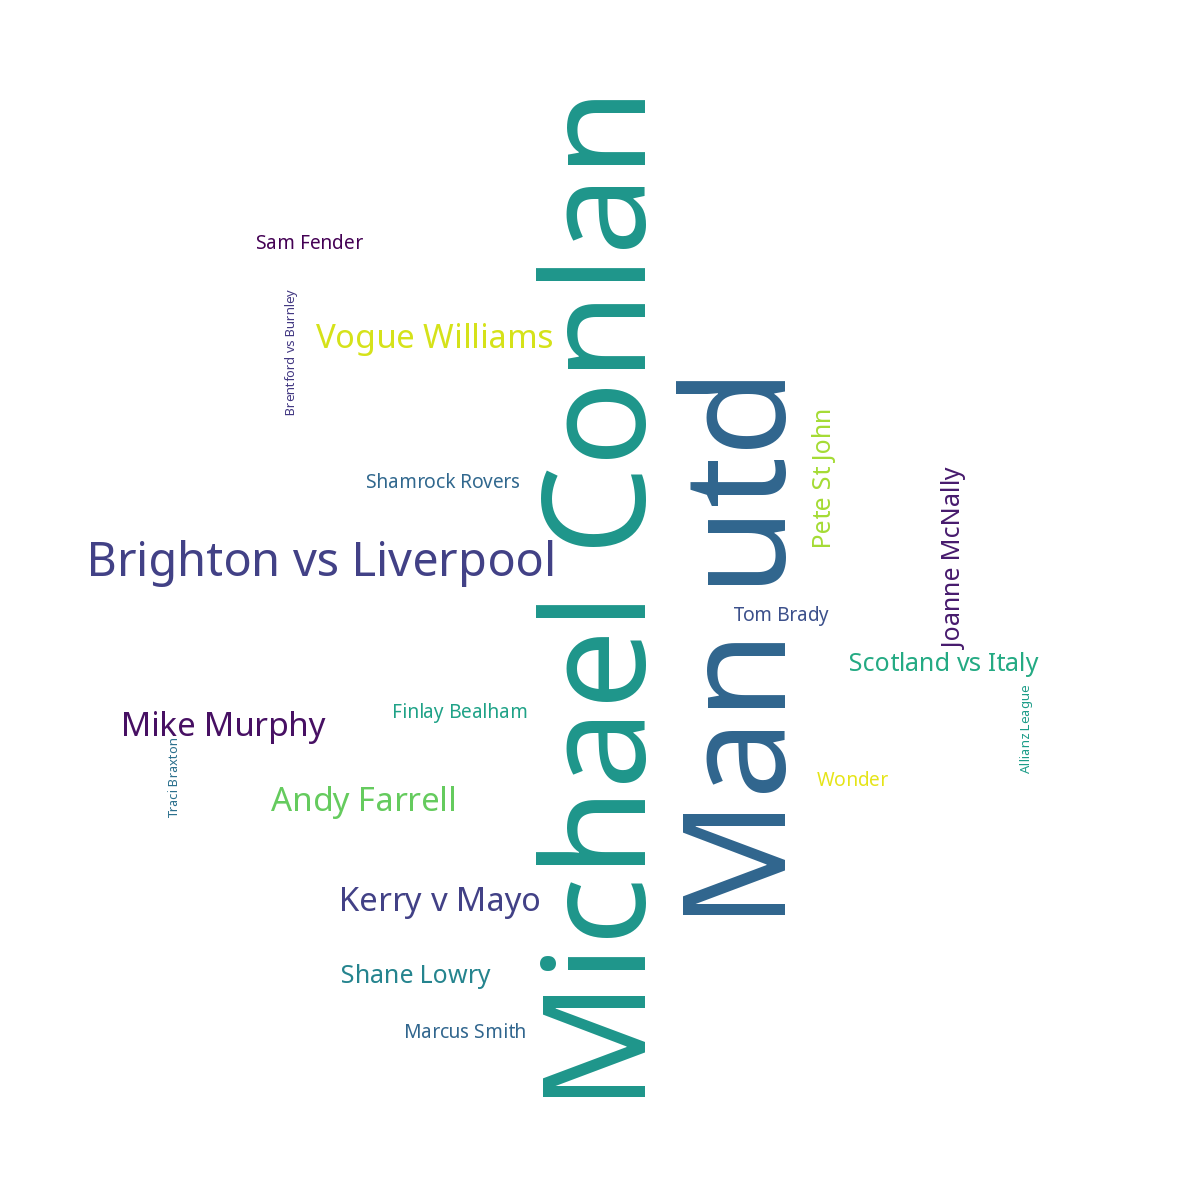 Sam Fender
Brentford vs Burnley
Vogue Williams
Shamrock Rovers
Brighton vs Liverpool
Mike Murphy
Traci Braxton
Finlay Bealham
Andy Farrell
Kerry v Mayo
Shane Lowry
Marcus Smith
Michael Conlan
Man utd
Pete St John
Tom Brady
Joanne McNally
Scotland vs Italy
Allianz League
Wonder